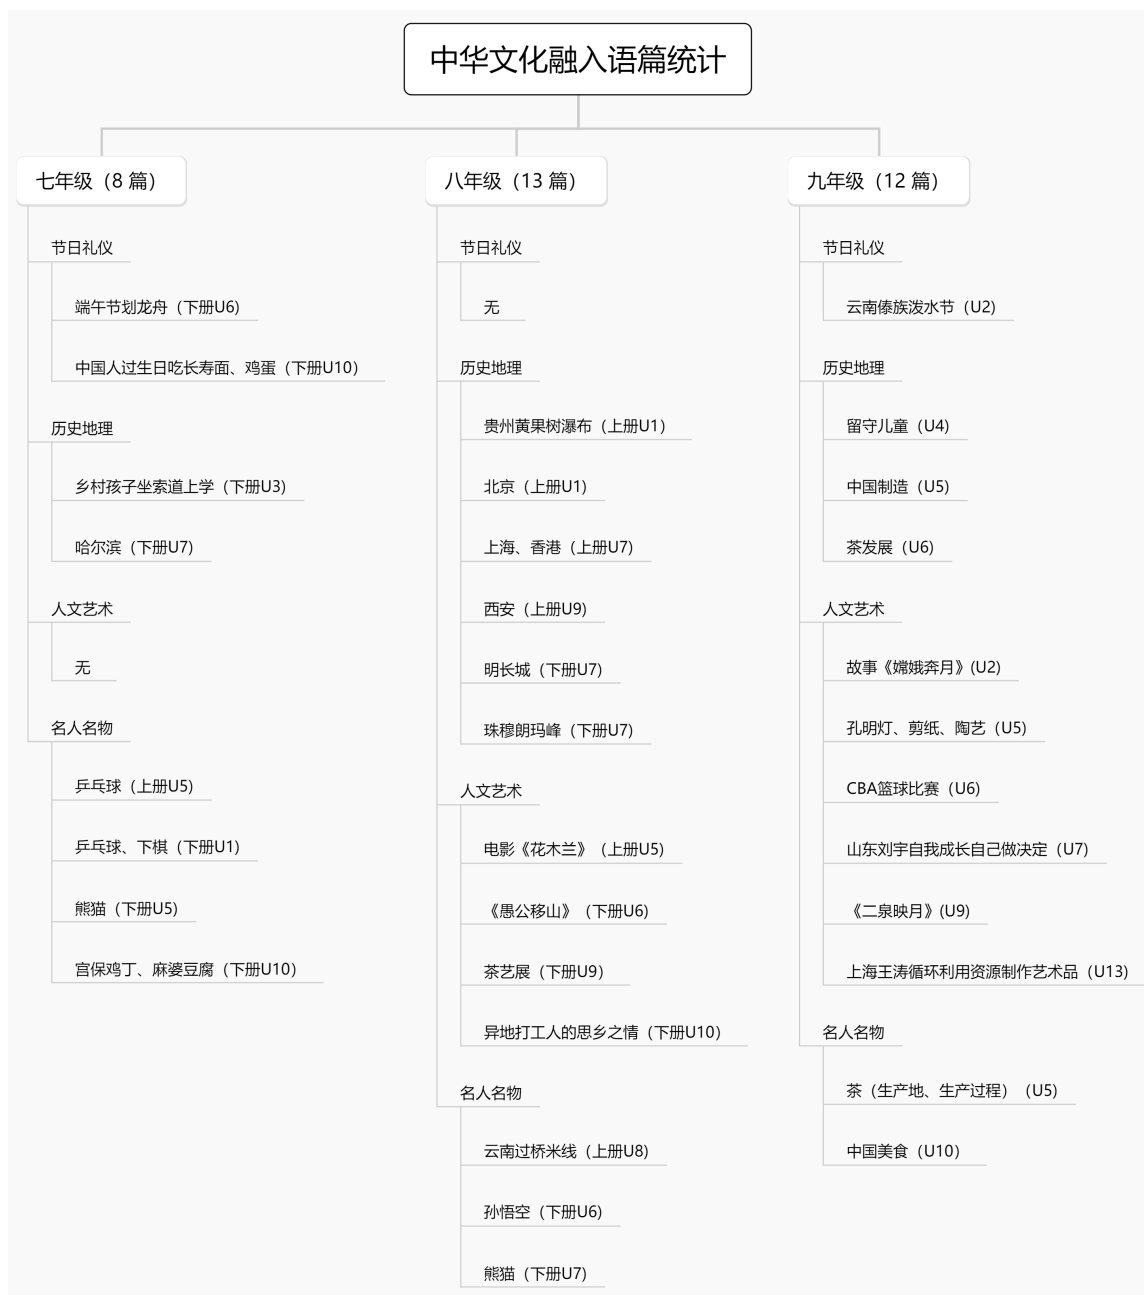 中华文化融入语篇统计
七年级（8 篇）
节日礼仪
端午节划龙舟（下册U6)
中国人过生日吃长寿面、鸡蛋（下册U10）
历史地理
乡村孩子坐索道上学（下册U3)
哈尔滨（下册U7)
人文艺术
无
名人名物
乒乓球（上册U5)
乒乓球、下棋（下册U1）
熊猫（下册U5)
宫保鸡丁、麻婆豆腐（下册U10）
八年级（13 篇）
节日礼仪
无
历史地理
贵州黄果树瀑布（上册U1）
北京（上册U1)
上海、香港（上册U7)
西安（上册U9)
明长城（下册U7)
珠穆朗玛峰（下册U7)
人文艺术
电影《花木兰》（上册U5)
《愚公移山》（下册U6)
茶艺展（下册U9）
异地打工人的思乡之情（下册U10）
名人名物
云南过桥米线（上册U8)
孙悟空（下册U6)
熊猫（下册U7)
九年级（12 篇）
节日礼仪
云南傣族泼水节（U2)
历史地理
留守儿童（U4)
中国制造（U5)
茶发展（U6)
人文艺术
故事《嫦娥奔月》(U2)
孔明灯、剪纸、陶艺（U5)
CBA篮球比赛（U6)
山东刘宇自我成长自己做决定（U7）
《二泉映月》(U9)
上海王涛循环利用资源制作艺术品（U13)
名人名物
茶（生产地、生产过程）（U5)
中国美食（U10）